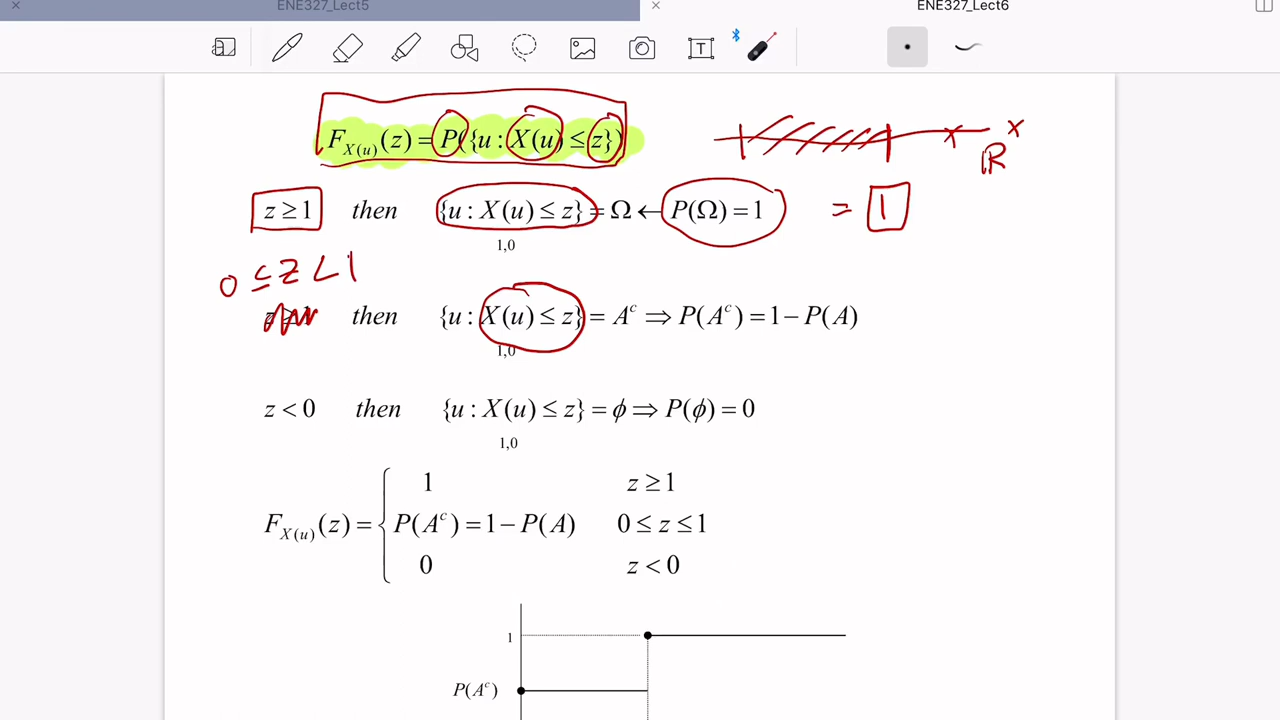 ENE327_Lect5
ENE327_Lect6
F_{X(u)}(z) = P({u : X(u) ≤ z})
ℝ
z ≥ 1 then {u : X(u) ≤ z} = Ω ← P(Ω) = 1 = 1
1,0
0 ≤ z < 1
then {u : X(u) ≤ z} = A^c ⇒ P(A^c) = 1 − P(A)
1,0
z < 0 then {u : X(u) ≤ z} = ϕ ⇒ P(ϕ) = 0
1,0
1 z ≥ 1
F_{X(u)}(z) = { P(A^c) = 1 − P(A) 0 ≤ z ≤ 1
0 z < 0
1
P(A^c)